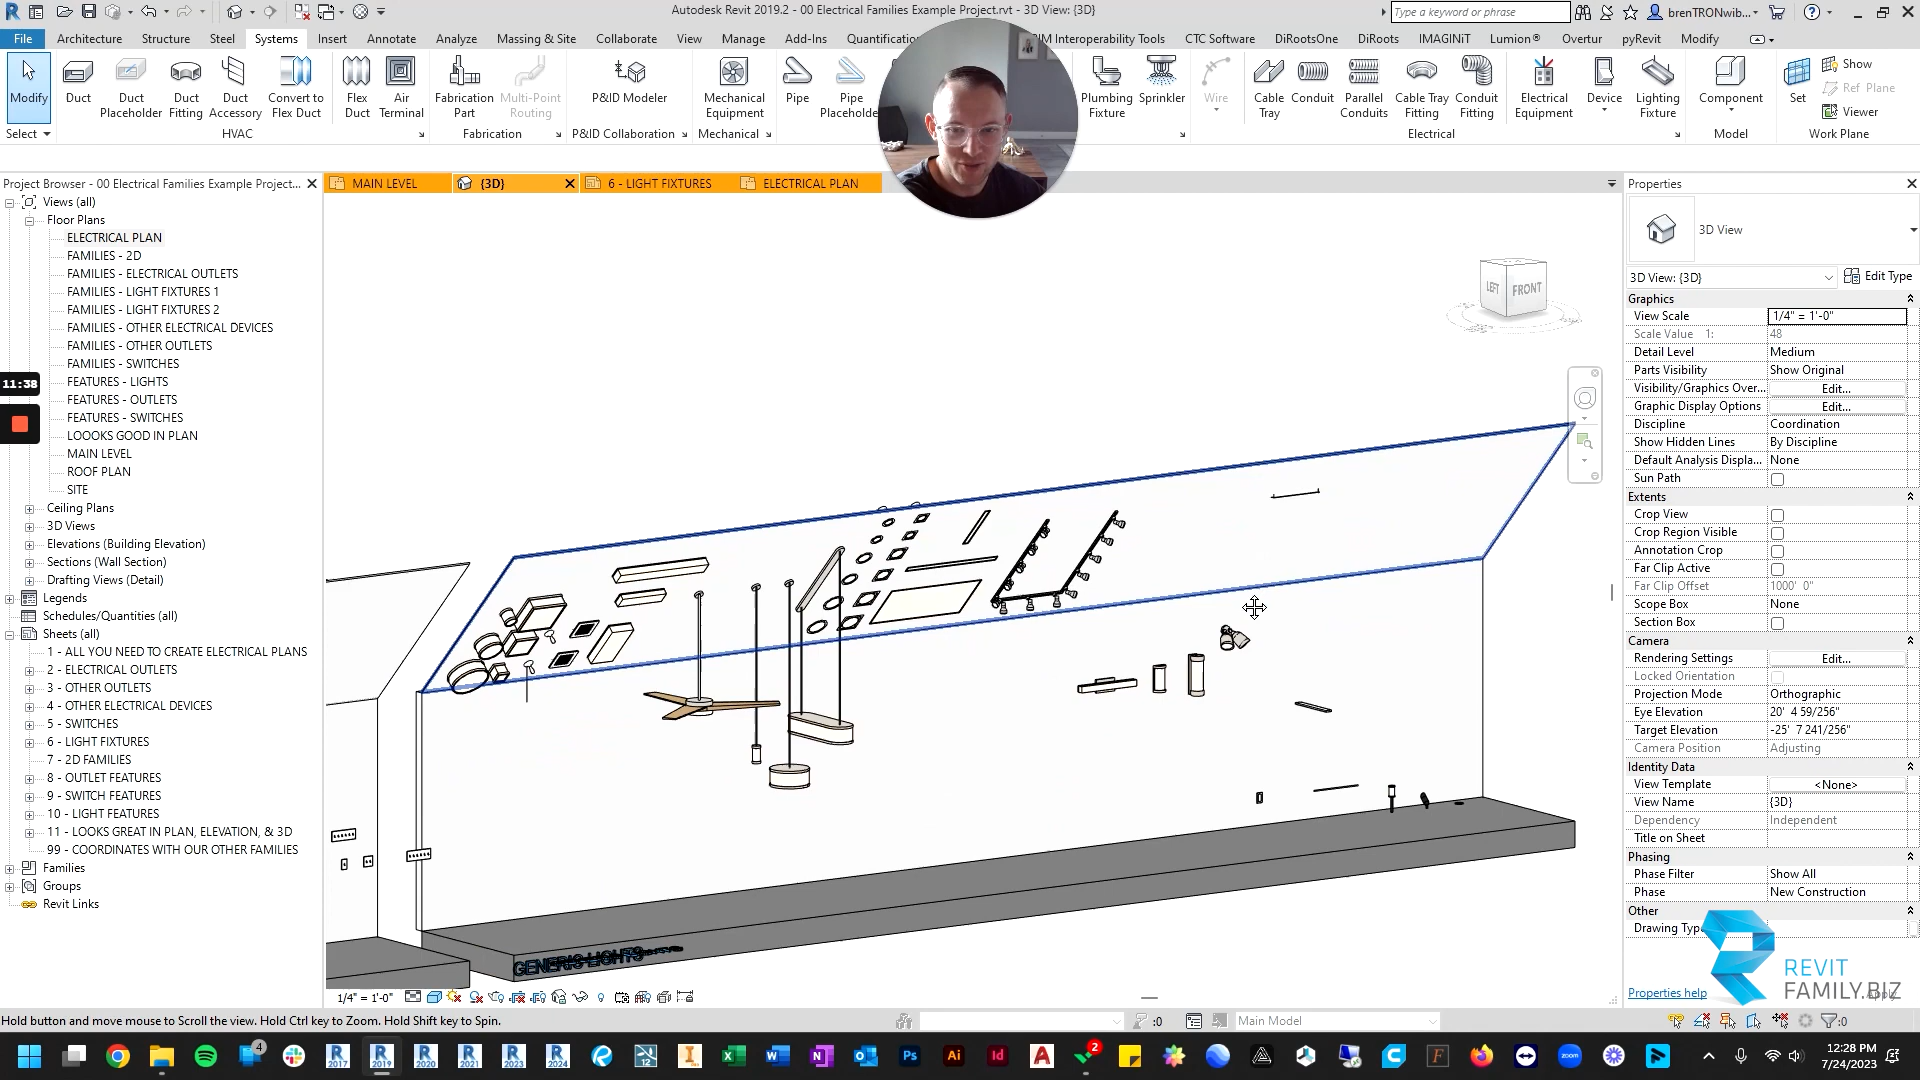 Autodesk Revit 2019.2 - 00 Electrical Families Example Project.rvt - 3D View: {3D}
Type a keyword or phrase
brenTRONwib...
File Architecture Structure Steel Systems Insert Annotate Analyze Massing & Site Collaborate View Manage Add-Ins Quantificatio IM Interoperability Tools CTC Software DiRootsOne DiRoots IMAGINiT Lumion® Overtur pyRevit Modify
Modify
Duct
Duct Placeholder
Duct Fitting
Duct Accessory
Convert to Flex Duct
Flex Duct
Air Terminal
Fabrication Part
Multi-Point Routing
P&ID Modeler
Mechanical Equipment
Pipe
Pipe Placeholde
Plumbing Fixture
Sprinkler
Wire
Cable Tray
Conduit
Parallel Conduits
Cable Tray Fitting
Conduit Fitting
Electrical Equipment
Device
Lighting Fixture
Component
Set
Show
Ref Plane
Viewer
Select HVAC Fabrication P&ID Collaboration Mechanical Electrical Model Work Plane
Project Browser - 00 Electrical Families Example Project...
MAIN LEVEL {3D} 6 - LIGHT FIXTURES ELECTRICAL PLAN
Views (all)
Floor Plans
ELECTRICAL PLAN
FAMILIES - 2D
FAMILIES - ELECTRICAL OUTLETS
FAMILIES - LIGHT FIXTURES 1
FAMILIES - LIGHT FIXTURES 2
FAMILIES - OTHER ELECTRICAL DEVICES
FAMILIES - OTHER OUTLETS
FAMILIES - SWITCHES
FEATURES - LIGHTS
FEATURES - OUTLETS
FEATURES - SWITCHES
LOOOKS GOOD IN PLAN
MAIN LEVEL
ROOF PLAN
SITE
Ceiling Plans
3D Views
Elevations (Building Elevation)
Sections (Wall Section)
Drafting Views (Detail)
Legends
Schedules/Quantities (all)
Sheets (all)
1 - ALL YOU NEED TO CREATE ELECTRICAL PLANS
2 - ELECTRICAL OUTLETS
3 - OTHER OUTLETS
4 - OTHER ELECTRICAL DEVICES
5 - SWITCHES
6 - LIGHT FIXTURES
7 - 2D FAMILIES
8 - OUTLET FEATURES
9 - SWITCH FEATURES
10 - LIGHT FEATURES
11 - LOOKS GREAT IN PLAN, ELEVATION, & 3D
99 - COORDINATES WITH OUR OTHER FAMILIES
Families
Groups
Revit Links
11:38
LEFT FRONT
GENERIC LIGHTS
Properties
3D View
3D View: {3D} Edit Type
Graphics
View Scale 1/4" = 1'-0"
Scale Value 1: 48
Detail Level Medium
Parts Visibility Show Original
Visibility/Graphics Over... Edit...
Graphic Display Options Edit...
Discipline Coordination
Show Hidden Lines By Discipline
Default Analysis Displa... None
Sun Path
Extents
Crop View
Crop Region Visible
Annotation Crop
Far Clip Active
Far Clip Offset 1000' 0"
Scope Box None
Section Box
Camera
Rendering Settings Edit...
Locked Orientation
Projection Mode Orthographic
Eye Elevation 20' 4 59/256"
Target Elevation -25' 7 241/256"
Camera Position Adjusting
Identity Data
View Template <None>
View Name {3D}
Dependency Independent
Title on Sheet
Phasing
Phase Filter Show All
Phase New Construction
Other
Drawing Typ
Properties help
REVIT
FAMILY.BIZ
1/4" = 1'-0"
Hold button and move mouse to Scroll the view. Hold Ctrl key to Zoom. Hold Shift key to Spin.
:0
Main Model
:0
4
2017 2019 2020 2021 2023 2024
12
2
zoom
12:28 PM
7/24/2023